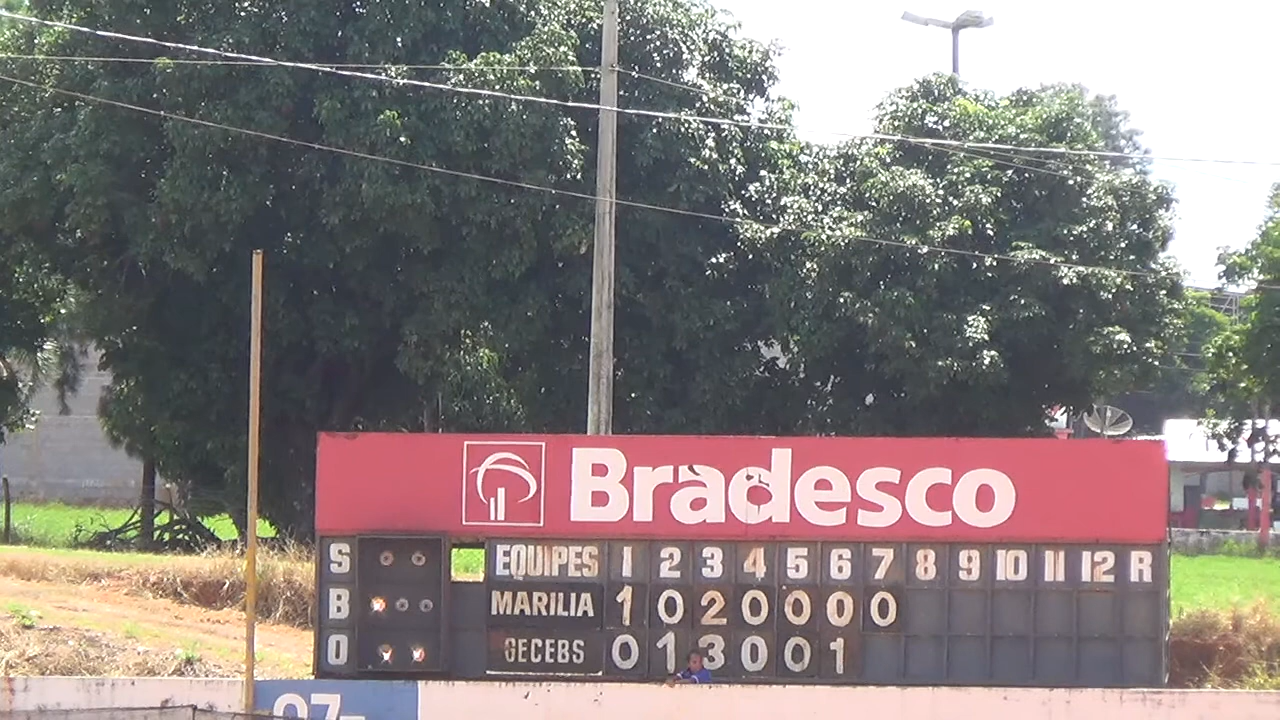 Bradesco
S EQUIPES 1 2 3 4 5 6 7 8 9 10 11 12 R
B MARILIA 1 0 2 0 0 0 0
O GECEBS 0 1 3 0 0 1
97-